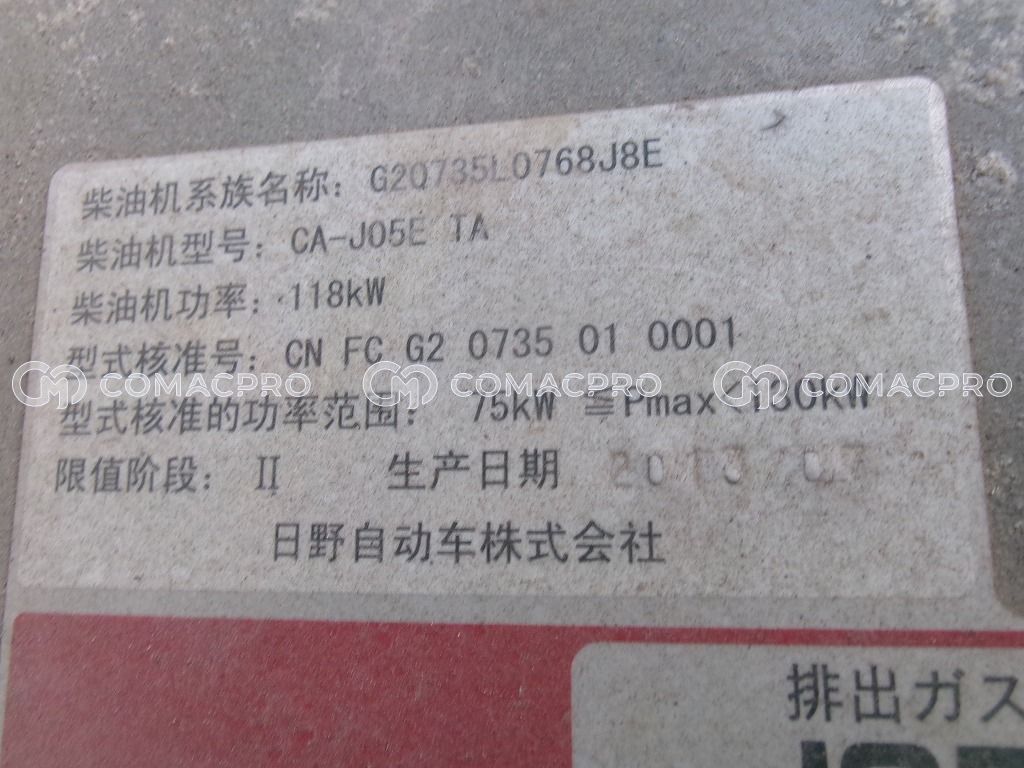 柴油机系族名称: G20735L0768J8E
柴油机型号: CA-J05E TA
柴油机功率: 118kW
型式核准号: CN FC G2 0735 01 0001
COMACPRO COMACPRO COMACPRO
型式核准的功率范围: 75kW ≦Pmax<130kW
限值阶段: Ⅱ 生产日期
日野自动车株式会社
排出ガス